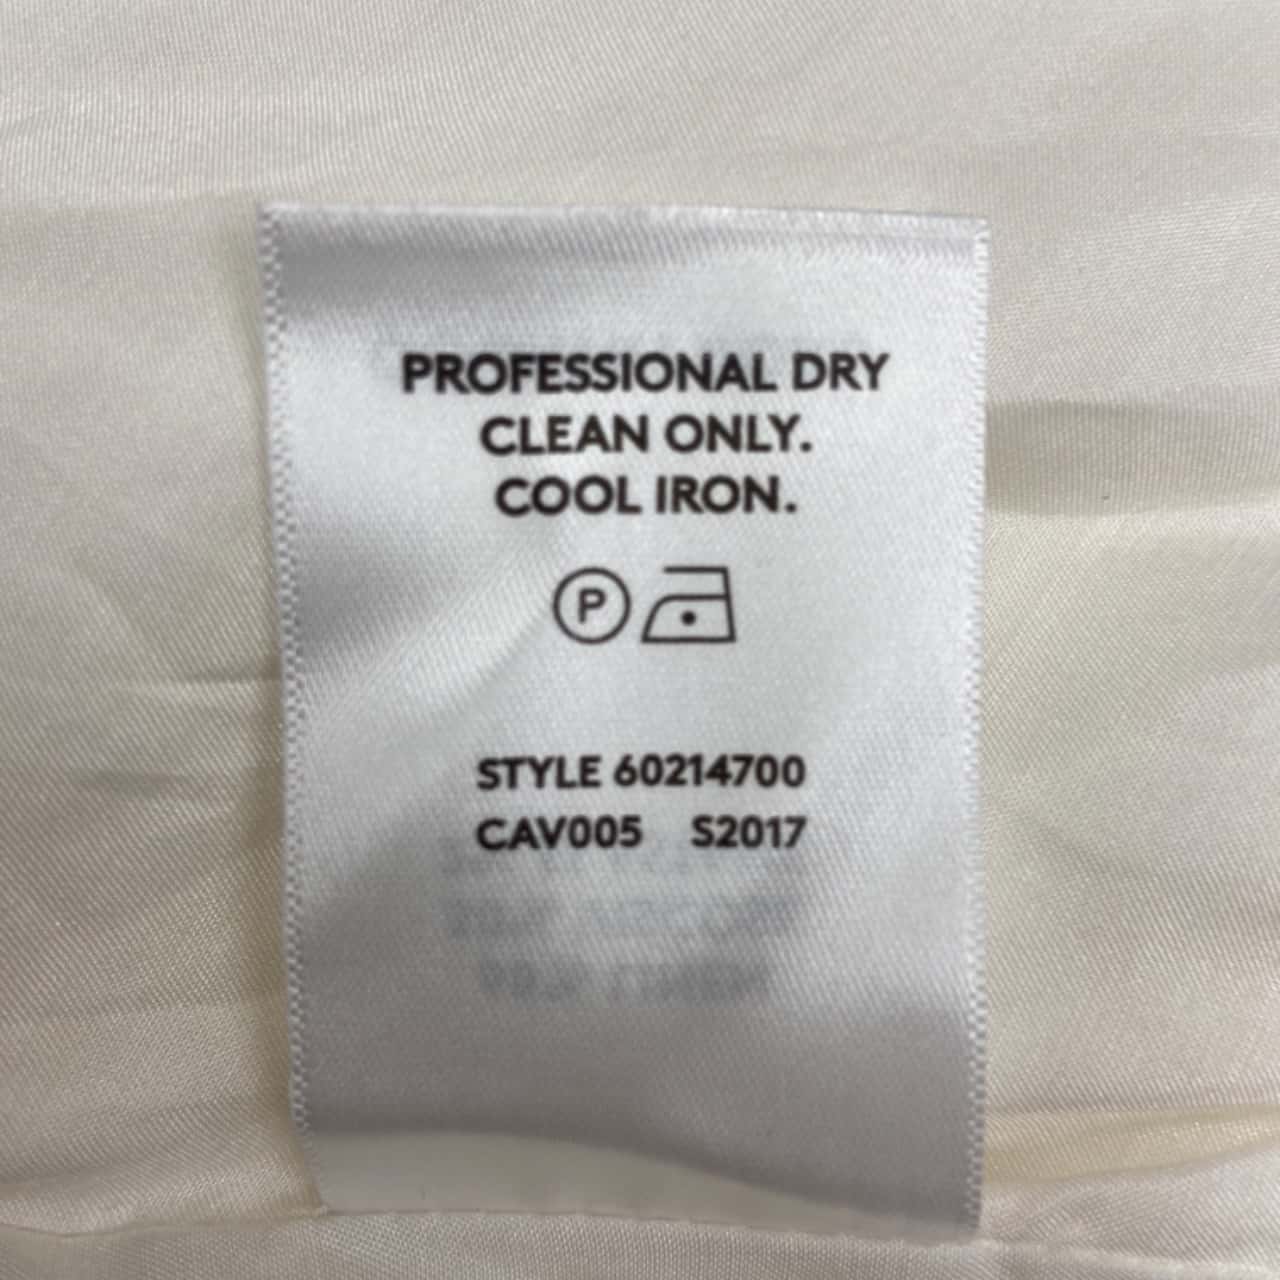 PROFESSIONAL DRY
CLEAN ONLY.
COOL IRON.
P
STYLE 60214700
CAV005 S2017